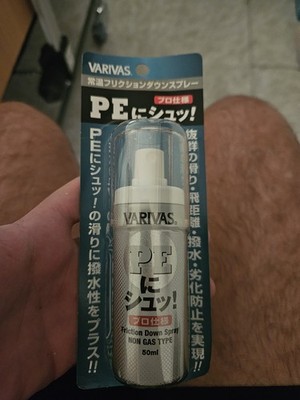 VARIVAS®
常温フリクションダウンスプレー
PEにシュッ!
プロ仕様
抜群の滑り・飛距離・撥水・劣化防止を実現!!
PEにシュッ!の滑りに撥水性をプラス!!
VARIVAS®
PE
に
シュッ!
プロ仕様
Friction Down Spray
NON GAS TYPE
50ml